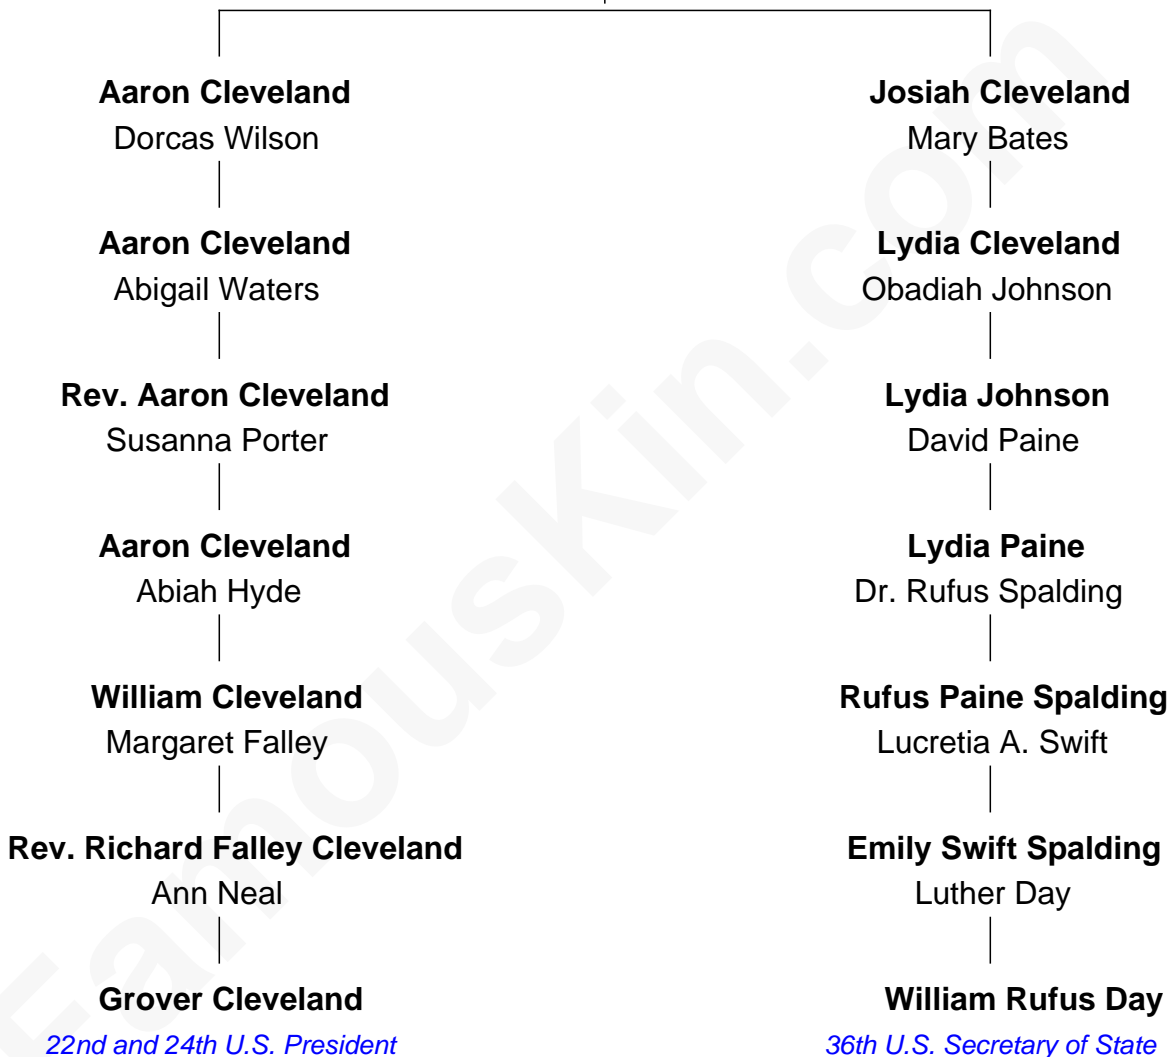 Aaron Cleveland
Dorcas Wilson
Josiah Cleveland
Mary Bates
Aaron Cleveland
Abigail Waters
Lydia Cleveland
Obadiah Johnson
Rev. Aaron Cleveland
Susanna Porter
Lydia Johnson
David Paine
Aaron Cleveland
Abiah Hyde
Lydia Paine
Dr. Rufus Spalding
William Cleveland
Margaret Falley
Rufus Paine Spalding
Lucretia A. Swift
Rev. Richard Falley Cleveland
Ann Neal
Emily Swift Spalding
Luther Day
Grover Cleveland
22nd and 24th U.S. President
William Rufus Day
36th U.S. Secretary of State
FamousKin.com